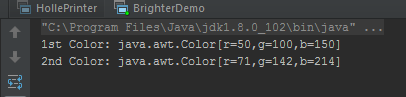 HollePrinter BrighterDemo
"C:\Program Files\Java\jdk1.8.0_102\bin\java" ...
1st Color: java.awt.Color[r=50,g=100,b=150]
2nd Color: java.awt.Color[r=71,g=142,b=214]